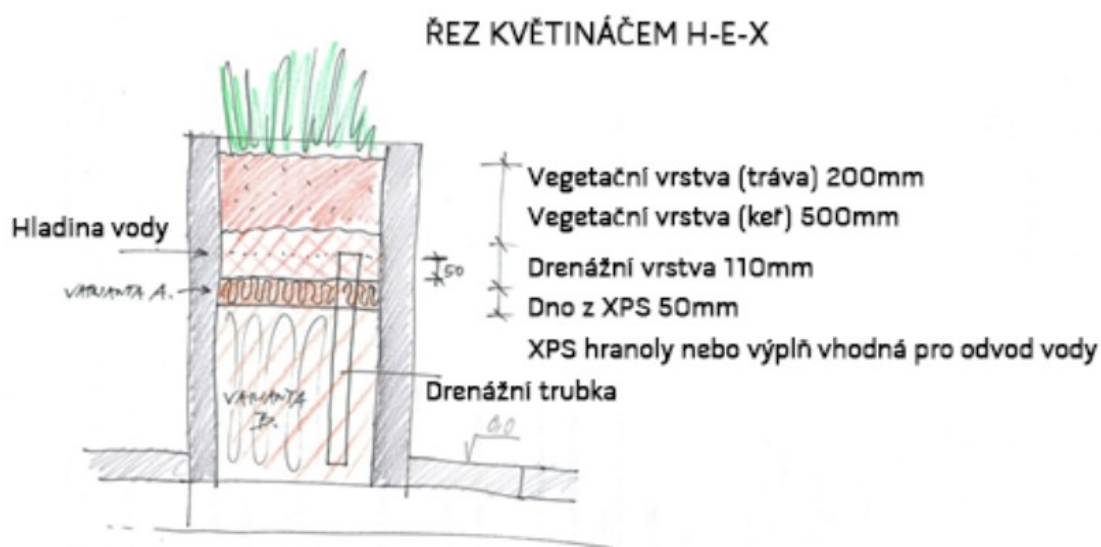 ŘEZ KVĚTINÁČEM H-E-X
Vegetační vrstva (tráva) 200mm
Vegetační vrstva (keř) 500mm
Hladina vody
50
Drenážní vrstva 110mm
VARIANTA A.
Dno z XPS 50mm
XPS hranoly nebo výplň vhodná pro odvod vody
Drenážní trubka
VARIANTA
B.
0.0